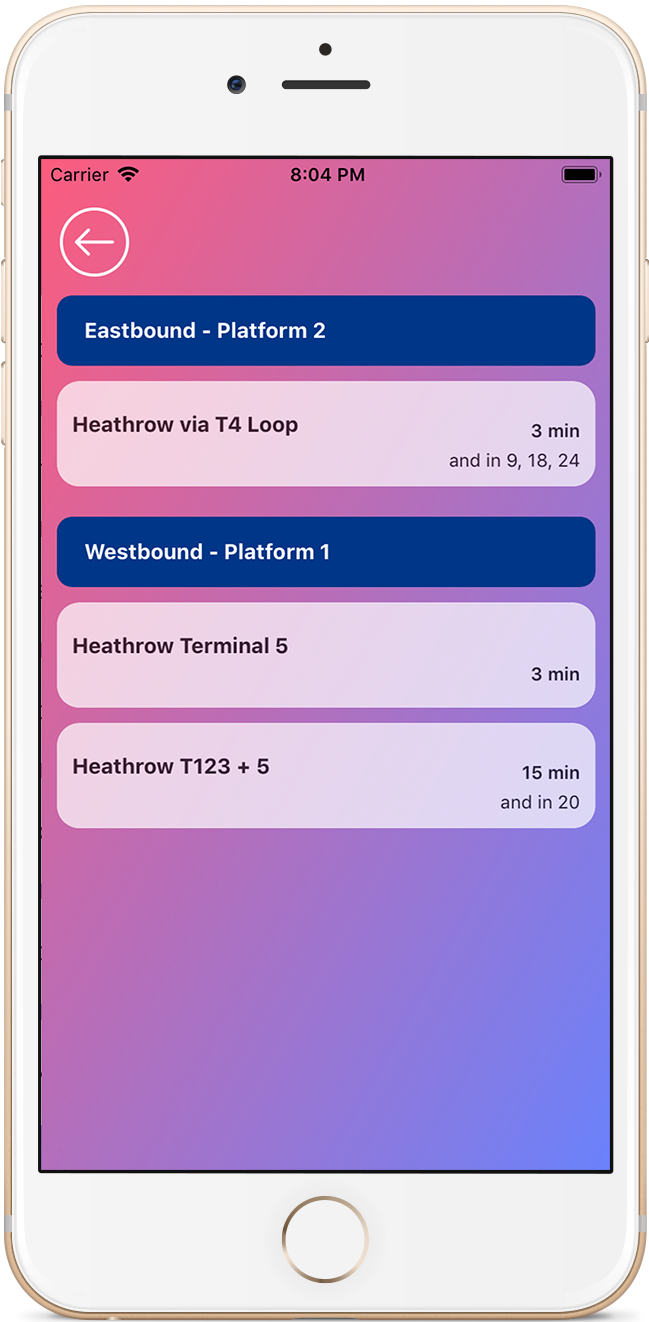 Carrier 8:04 PM
Eastbound - Platform 2
Heathrow via T4 Loop
3 min
and in 9, 18, 24
Westbound - Platform 1
Heathrow Terminal 5
3 min
Heathrow T123 + 5
15 min
and in 20